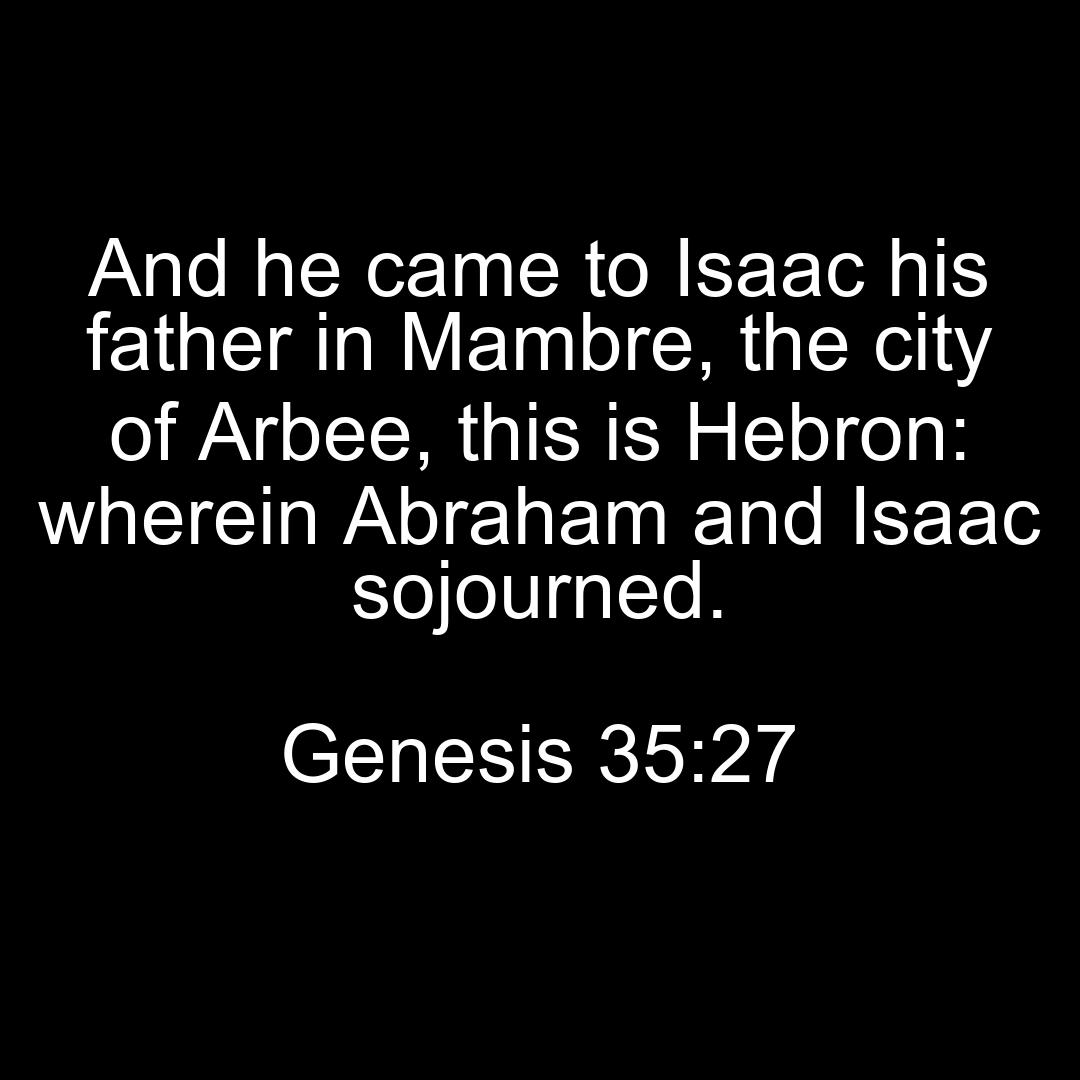 And he came to Isaac his
father in Mambre, the city
of Arbee, this is Hebron:
wherein Abraham and Isaac
sojourned.
Genesis 35:27